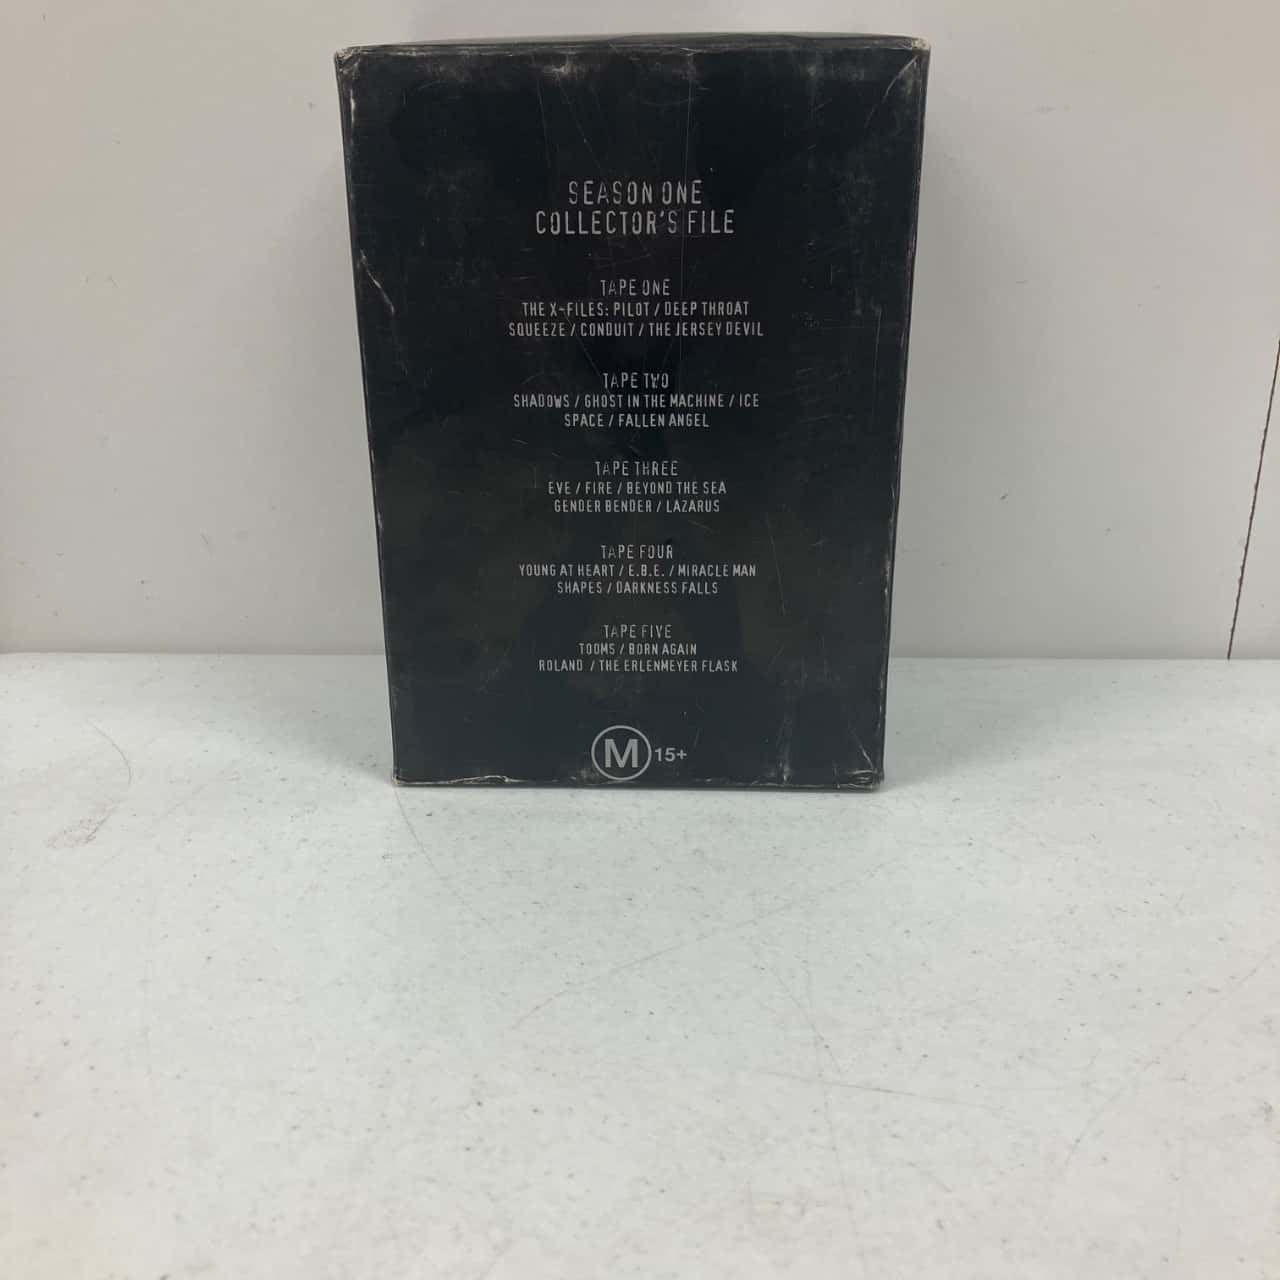 SEASON ONE
COLLECTOR'S FILE
TAPE ONE
THE X-FILES: PILOT / DEEP THROAT
SQUEEZE / CONDUIT / THE JERSEY DEVIL
TAPE TWO
SHADOWS / GHOST IN THE MACHINE / ICE
SPACE / FALLEN ANGEL
TAPE THREE
EVE / FIRE / BEYOND THE SEA
GENDER BENDER / LAZARUS
TAPE FOUR
YOUNG AT HEART / E.B.E. / MIRACLE MAN
SHAPES / DARKNESS FALLS
TAPE FIVE
TOOMS / BORN AGAIN
ROLAND / THE ERLENMEYER FLASK
M 15+